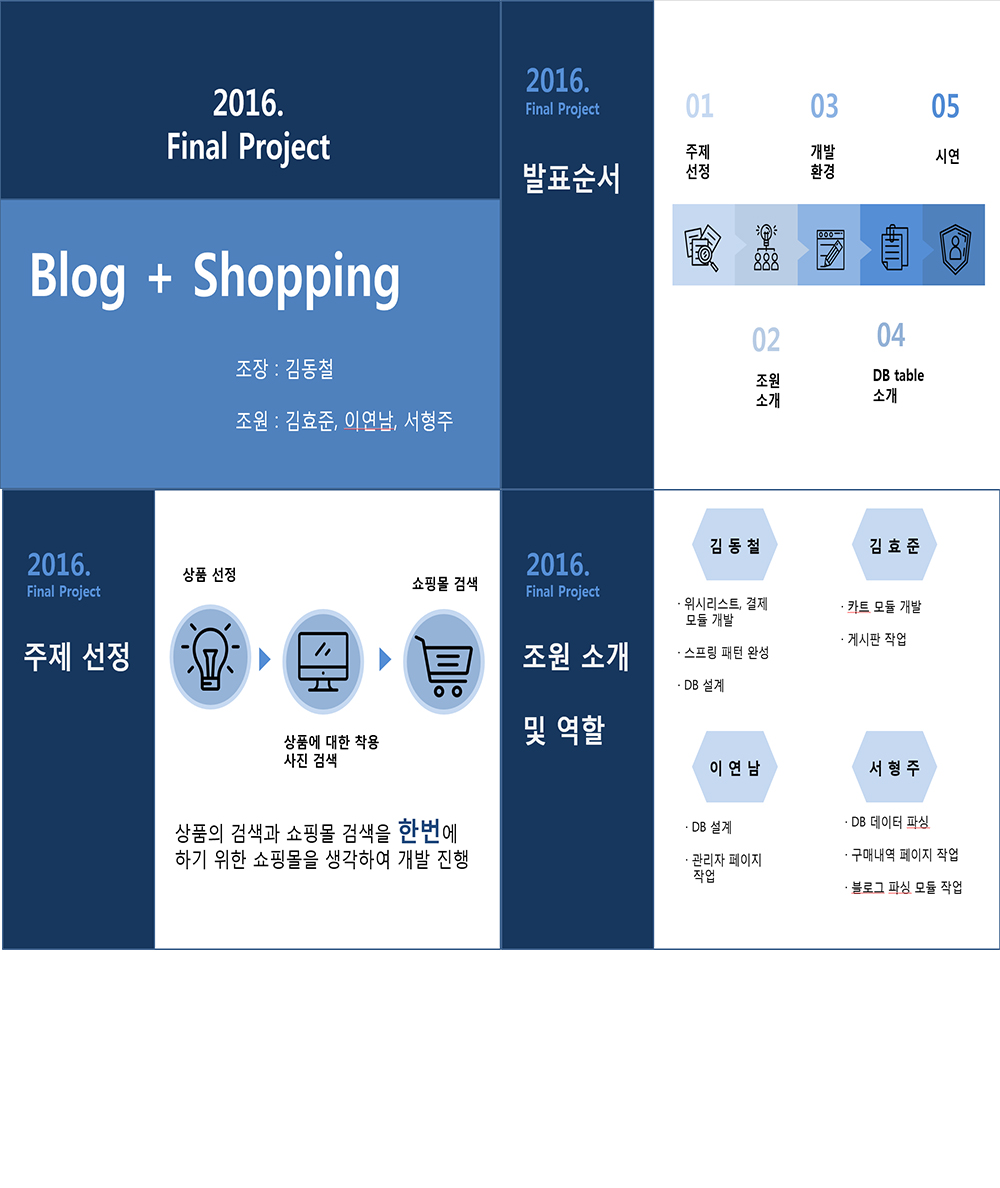 2016.
Final Project
Blog + Shopping
조장 : 김동철
조원 : 김효준, 이연남, 서형주
2016.
Final Project
발표순서
01
주제
선정
03
개발
환경
05
시연
02
조원
소개
04
DB table
소개
2016.
Final Project
주제 선정
상품 선정
쇼핑몰 검색
상품에 대한 착용
사진 검색
상품의 검색과 쇼핑몰 검색을 한번에
하기 위한 쇼핑몰을 생각하여 개발 진행
2016.
Final Project
조원 소개
및 역할
김 동 철
· 위시리스트, 결제
모듈 개발
· 스프링 패턴 완성
· DB 설계
김 효 준
· 카트 모듈 개발
· 게시판 작업
이 연 남
· DB 설계
· 관리자 페이지
작업
서 형 주
· DB 데이터 파싱
· 구매내역 페이지 작업
· 블로그 파싱 모듈 작업